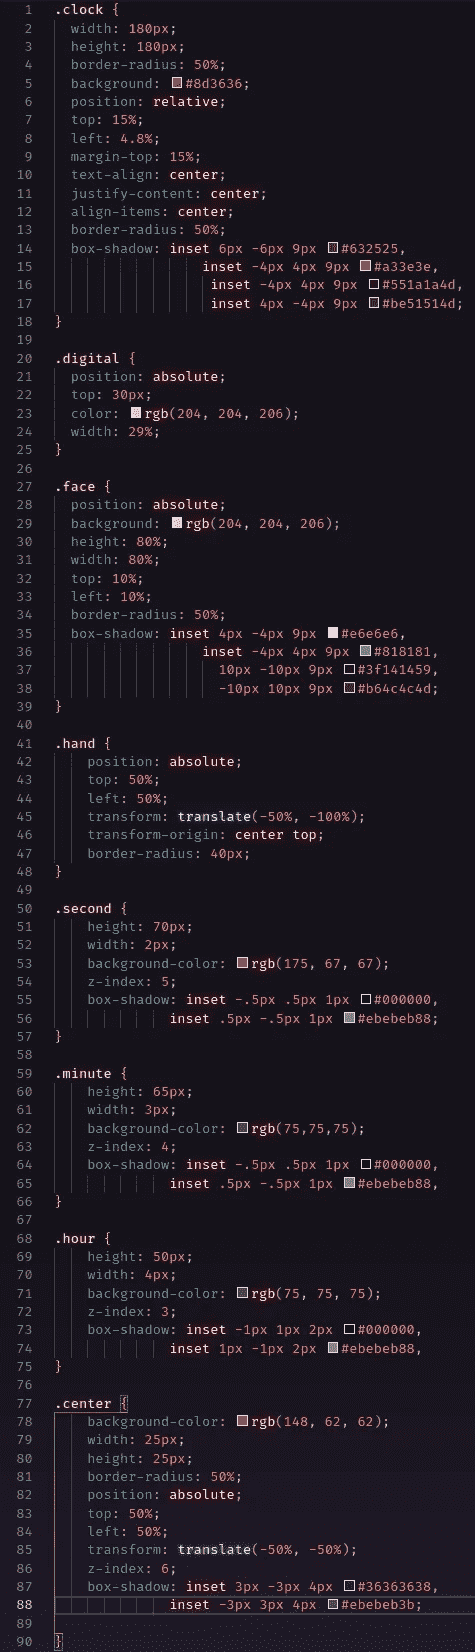 1 .clock {
2 width: 180px;
3 height: 180px;
4 border-radius: 50%;
5 background: #8d3636;
6 position: relative;
7 top: 15%;
8 left: 4.8%;
9 margin-top: 15%;
10 text-align: center;
11 justify-content: center;
12 align-items: center;
13 border-radius: 50%;
14 box-shadow: inset 6px -6px 9px #632525,
15 inset -4px 4px 9px #a33e3e,
16 inset -4px 4px 9px #551a1a4d,
17 inset 4px -4px 9px #be51514d;
18 }
19
20 .digital {
21 position: absolute;
22 top: 30px;
23 color: rgb(204, 204, 206);
24 width: 29%;
25 }
26
27 .face {
28 position: absolute;
29 background: rgb(204, 204, 206);
30 height: 80%;
31 width: 80%;
32 top: 10%;
33 left: 10%;
34 border-radius: 50%;
35 box-shadow: inset 4px -4px 9px #e6e6e6,
36 inset -4px 4px 9px #818181,
37 10px -10px 9px #3f141459,
38 -10px 10px 9px #b64c4c4d;
39 }
40
41 .hand {
42 position: absolute;
43 top: 50%;
44 left: 50%;
45 transform: translate(-50%, -100%);
46 transform-origin: center top;
47 border-radius: 40px;
48 }
49
50 .second {
51 height: 70px;
52 width: 2px;
53 background-color: rgb(175, 67, 67);
54 z-index: 5;
55 box-shadow: inset -.5px .5px 1px #000000,
56 inset .5px -.5px 1px #ebebeb88;
57 }
58
59 .minute {
60 height: 65px;
61 width: 3px;
62 background-color: rgb(75,75,75);
63 z-index: 4;
64 box-shadow: inset -.5px .5px 1px #000000,
65 inset .5px -.5px 1px #ebebeb88,
66 }
67
68 .hour {
69 height: 50px;
70 width: 4px;
71 background-color: rgb(75, 75, 75);
72 z-index: 3;
73 box-shadow: inset -1px 1px 2px #000000,
74 inset 1px -1px 2px #ebebeb88,
75 }
76
77 .center {
78 background-color: rgb(148, 62, 62);
79 width: 25px;
80 height: 25px;
81 border-radius: 50%;
82 position: absolute;
83 top: 50%;
84 left: 50%;
85 transform: translate(-50%, -50%);
86 z-index: 6;
87 box-shadow: inset 3px -3px 4px #36363638,
88 inset -3px 3px 4px #ebebeb3b;
89
90 }